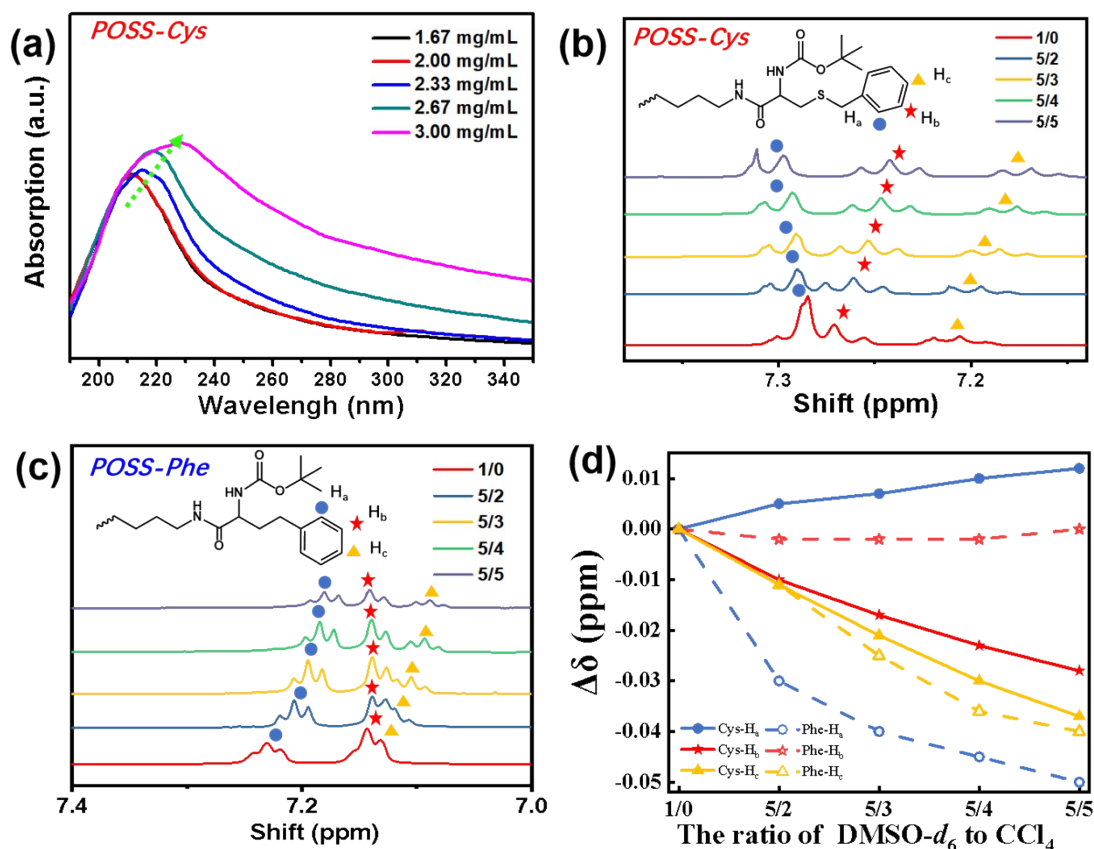 (a)
POSS-Cys
1.67 mg/mL
2.00 mg/mL
2.33 mg/mL
2.67 mg/mL
3.00 mg/mL
Absorption (a.u.)
200 220 240 260 280 300 320 340
Wavelengh (nm)
(b)
POSS-Cys
1/0
5/2
5/3
5/4
5/5
O
HN O
H
N S
O
Hc
Ha Hb
7.3 7.2
Shift (ppm)
(c)
POSS-Phe
1/0
5/2
5/3
5/4
5/5
O
HN O
H
N
O
Ha
Hb
Hc
7.4 7.2 7.0
Shift (ppm)
(d)
0.01
0.00
-0.01
-0.02
-0.03
-0.04
-0.05
Δδ (ppm)
Cys-Ha Phe-Ha
Cys-Hb Phe-Hb
Cys-Hc Phe-Hc
1/0 5/2 5/3 5/4 5/5
The ratio of DMSO-d6 to CCl4